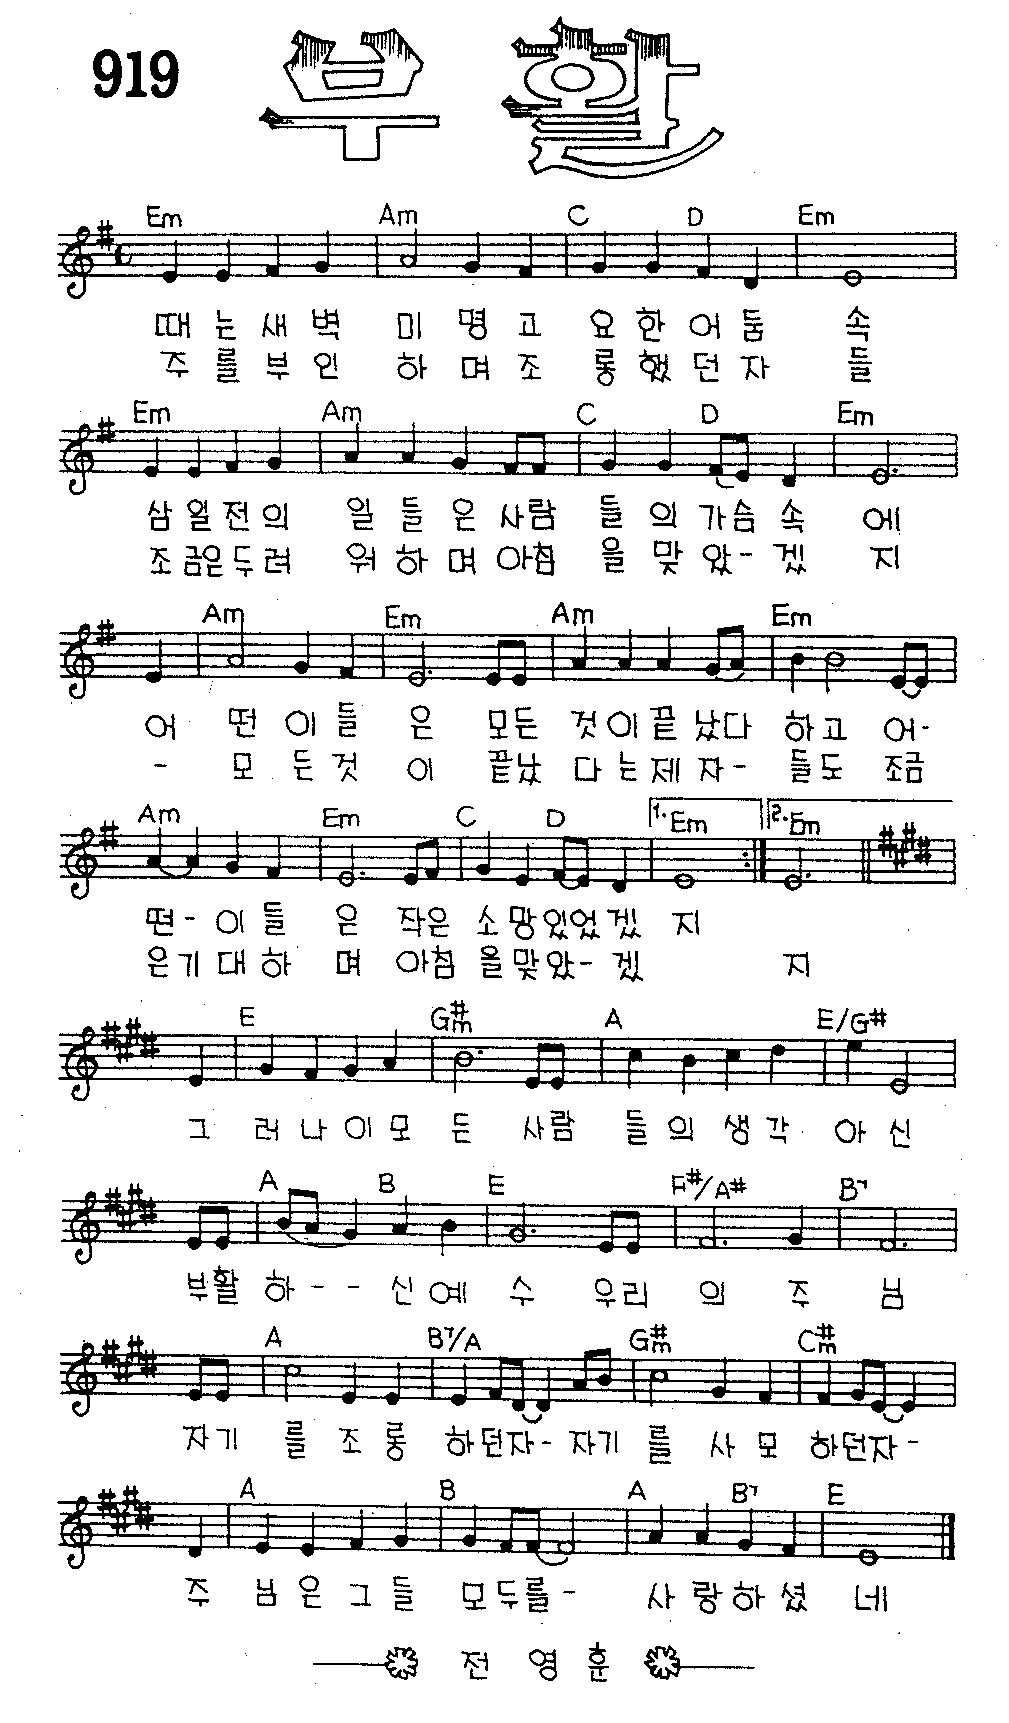 919 부활
Em Am C D Em
때는새벽 미명고 요한어둠 속
주를부인 하며조 롱했던자 들
Em Am C D Em
삼일전의 일들은사람 들의가슴속 에
조금은두려 워하며아침 을맞았-겠 지
Am Em Am Em
어 떤이들 은 모든 것이끝났다 하고 어-
- 모든것 이 끝났 다는제자- 들도 조금
Am Em C D 1. Em 2. Em
떤-이들 은 작은 소망있었겠 지
은기대하 며 아침 을맞았-겠 지
E G#m A E/G#
그 러나이모 든 사람 들의생각 아신
A B E F#/A# B7
부활 하--신예 수 우리 의 주 님
A B7/A G#m C#m
자기 를조롱 하던자-자기 를사모 하던자-
A B A B7 E
주 님은그들 모두를- 사랑하셨 네
전영훈